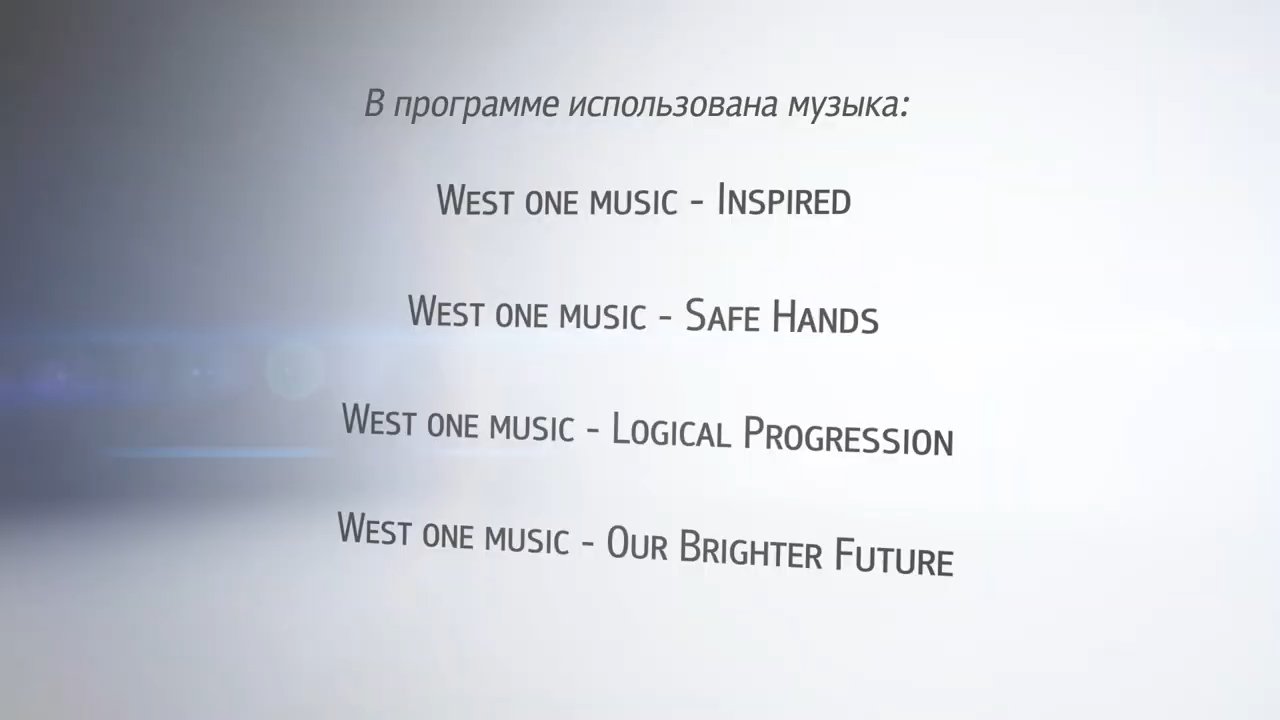 В программе использована музыка:
West one music - Inspired
West one music - Safe Hands
West one music - Logical Progression
West one music - Our Brighter Future